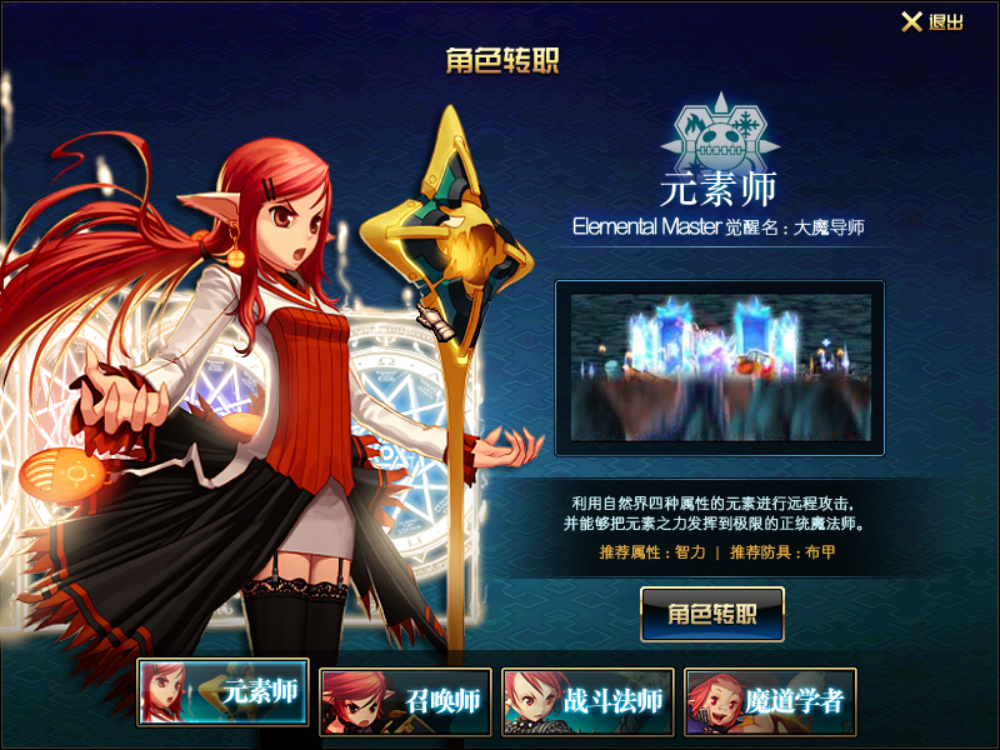 退出
角色转职
元素师
Elemental Master 觉醒名：大魔导师
利用自然界四种属性的元素进行远程攻击，
并能够把元素之力发挥到极限的正统魔法师。
推荐属性：智力 | 推荐防具：布甲
角色转职
元素师
召唤师
战斗法师
魔道学者